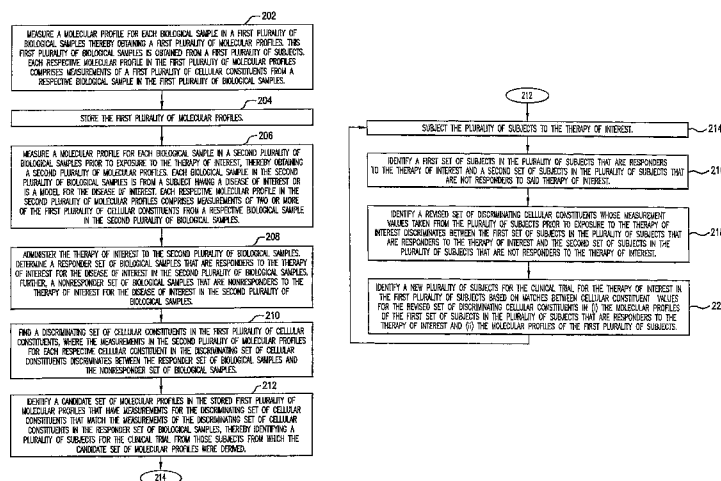 202
MEASURE A MOLECULAR PROFILE FOR EACH BIOLOGICAL SAMPLE IN A FIRST PLURALITY OF
BIOLOGICAL SAMPLES THEREBY OBTAINING A FIRST PLURALITY OF MOLECULAR PROFILES. THIS
FIRST PLURALITY OF BIOLOGICAL SAMPLES IS OBTAINED FROM A FIRST PLURALITY OF SUBJECTS.
EACH RESPECTIVE MOLECULAR PROFILE IN THE FIRST PLURALITY OF MOLECULAR PROFILES
COMPRISES MEASUREMENTS OF A FIRST PLURALITY OF CELLULAR CONSTITUENTS FROM A
RESPECTIVE BIOLOGICAL SAMPLE IN THE FIRST PLURALITY OF BIOLOGICAL SAMPLES.
204
STORE THE FIRST PLURALITY OF MOLECULAR PROFILES.
206
MEASURE A MOLECULAR PROFILE FOR EACH BIOLOGICAL SAMPLE IN A SECOND PLURALITY OF
BIOLOGICAL SAMPLES PRIOR TO EXPOSURE TO THE THERAPY OF INTEREST, THEREBY OBTAINING
A SECOND PLURALITY OF MOLECULAR PROFILES. EACH BIOLOGICAL SAMPLE IN THE SECOND
PLURALITY OF BIOLOGICAL SAMPLES IS FROM A SUBJECT HAVING A DISEASE OF INTEREST OR
IS A MODEL FOR THE DISEASE OF INTEREST. EACH RESPECTIVE MOLECULAR PROFILE IN THE
SECOND PLURALITY OF MOLECULAR PROFILES COMPRISES MEASUREMENTS OF TWO OR MORE
OF THE FIRST PLURALITY OF CELLULAR CONSTITUENTS FROM A RESPECTIVE BIOLOGICAL SAMPLE
IN THE SECOND PLURALITY OF BIOLOGICAL SAMPLES.
208
ADMINISTER THE THERAPY OF INTEREST TO THE SECOND PLURALITY OF BIOLOGICAL SAMPLES.
DETERMINE A RESPONDER SET OF BIOLOGICAL SAMPLES THAT ARE RESPONDERS TO THE THERAPY
OF INTEREST FOR THE DISEASE OF INTEREST IN THE SECOND PLURALITY OF BIOLOGICAL SAMPLES.
FURTHER, A NONRESPONDER SET OF BIOLOGICAL SAMPLES THAT ARE NONRESPONDERS TO THE
THERAPY OF INTEREST FOR THE DISEASE OF INTEREST IN THE SECOND PLURALITY OF
BIOLOGICAL SAMPLES.
210
FIND A DISCRIMINATING SET OF CELLULAR CONSTITUENTS IN THE FIRST PLURALITY OF CELLULAR
CONSTITUENTS, WHERE THE MEASUREMENTS IN THE SECOND PLURALITY OF MOLECULAR PROFILES
FOR EACH RESPECTIVE CELLULAR CONSTITUENT IN THE DISCRIMINATING SET OF CELLULAR
CONSTITUENTS DISCRIMINATES BETWEEN THE RESPONDER SET OF BIOLOGICAL SAMPLES AND
THE NONRESPONDER SET OF BIOLOGICAL SAMPLES.
212
IDENTIFY A CANDIDATE SET OF MOLECULAR PROFILES IN THE STORED FIRST PLURALITY OF
MOLECULAR PROFILES THAT HAVE MEASUREMENTS FOR THE DISCRIMINATING SET OF CELLULAR
CONSTITUENTS THAT MATCH THE MEASUREMENTS OF THE DISCRIMINATING SET OF CELLULAR
CONSTITUENTS IN THE RESPONDER SET OF BIOLOGICAL SAMPLES, THEREBY IDENTIFYING A
PLURALITY OF SUBJECTS FOR THE CLINICAL TRIAL FROM THOSE SUBJECTS FROM WHICH THE
CANDIDATE SET OF MOLECULAR PROFILES WERE DERIVED.
214
212
SUBJECT THE PLURALITY OF SUBJECTS TO THE THERAPY OF INTEREST.
214
IDENTIFY A FIRST SET OF SUBJECTS IN THE PLURALITY OF SUBJECTS THAT ARE RESPONDERS
TO THE THERAPY OF INTEREST AND A SECOND SET OF SUBJECTS IN THE PLURALITY OF SUBJECTS THAT
ARE NOT RESPONDERS TO SAID THERAPY OF INTEREST.
21
IDENTIFY A REVISED SET OF DISCRIMINATING CELLULAR CONSTITUENTS WHOSE MEASUREMENT
VALUES TAKEN FROM THE PLURALITY OF SUBJECTS PRIOR TO EXPOSURE TO THE THERAPY OF
INTEREST DISCRIMINATES BETWEEN THE FIRST SET OF SUBJECTS IN THE PLURALITY OF SUBJECTS THAT
ARE RESPONDERS TO THE THERAPY OF INTEREST AND THE SECOND SET OF SUBJECTS IN THE
PLURALITY OF SUBJECTS THAT ARE NOT RESPONDERS TO THE THERAPY OF INTEREST.
218
IDENTIFY A NEW PLURALITY OF SUBJECTS FOR THE CLINICAL TRIAL FOR THE THERAPY OF INTEREST IN
THE FIRST PLURALITY OF SUBJECTS BASED ON MATCHES BETWEEN CELLULAR CONSTITUENT VALUES
FOR THE REVISED SET OF DISCRIMINATING CELLULAR CONSTITUENTS IN (i) THE MOLECULAR PROFILES
OF THE FIRST SET OF SUBJECTS IN THE PLURALITY OF SUBJECTS THAT ARE RESPONDERS TO THE
THERAPY OF INTEREST AND (ii) THE MOLECULAR PROFILES OF THE FIRST PLURALITY OF SUBJECTS.
22